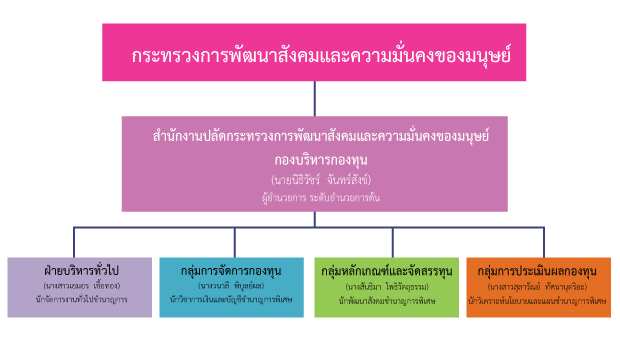 กระทรวงการพัฒนาสังคมและความมั่นคงของมนุษย์
สำนักงานปลัดกระทรวงการพัฒนาสังคมและความมั่นคงของมนุษย์
กองบริหารกองทุน
(นายนิธิวัชร์ จันทร์สังข์)
ผู้อำนวยการ ระดับอำนวยการต้น
ฝ่ายบริหารทั่วไป
(นางสาวเยมอร เชื้อทอง)
นักจัดการงานทั่วไปชำนาญการ
กลุ่มการจัดการกองทุน
(นางวนาลี พิบูลย์ผล)
นักวิชาการเงินและบัญชีชำนาญการพิเศษ
กลุ่มหลักเกณฑ์และจัดสรรทุน
(นางสันธิมา โพธิวัตถุธรรม)
นักพัฒนาสังคมชำนาญการพิเศษ
กลุ่มการประเมินผลกองทุน
(นางสาวสุลาวัณย์ ทัศนานุตริยะ)
นักวิเคราะห์นโยบายและแผนชำนาญการพิเศษ